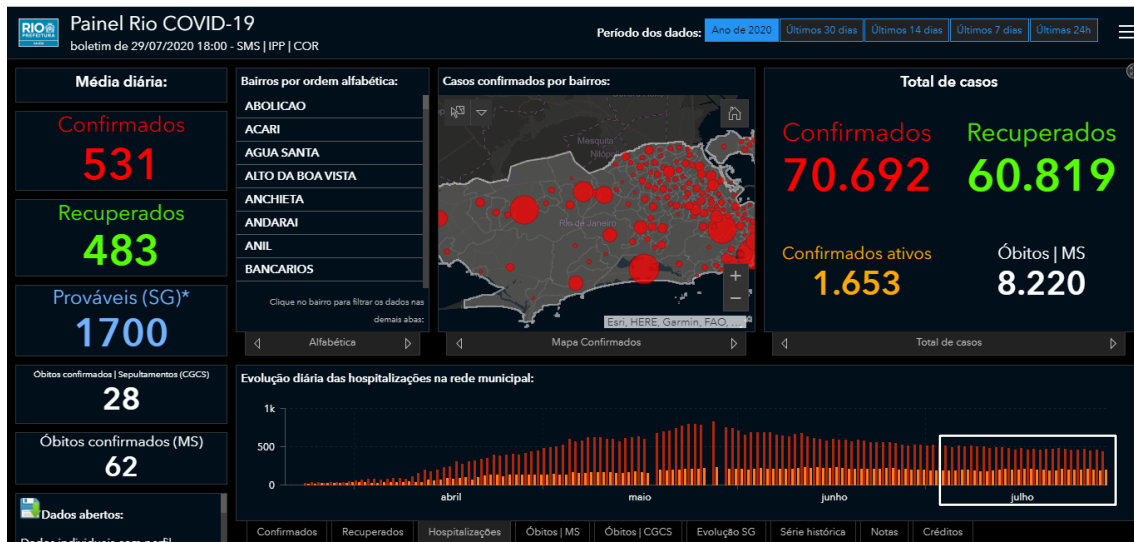 RIO
PREFEITURA
Painel Rio COVID-19
boletim de 29/07/2020 18:00 - SMS | IPP | COR
Período dos dados:
Ano de 2020
Últimos 30 dias
Últimos 14 dias
Últimos 7 dias
Últimas 24h
Média diária:
Confirmados
531
Recuperados
483
Prováveis (SG)*
1700
Óbitos confirmados | Sepultamentos (CGCS)
28
Óbitos confirmados (MS)
62
Dados abertos:
Dados individuais com perfil
Bairros por ordem alfabética:
ABOLICAO
ACARI
AGUA SANTA
ALTO DA BOA VISTA
ANCHIETA
ANDARAI
ANIL
BANCARIOS
Clique no bairro para filtrar os dados nas
demais abas:
Alfabética
Casos confirmados por bairros:
Mesquita
Rio de Janeiro
+
−
Esri, HERE, Garmin, FAO, ...
Mapa Confirmados
Total de casos
Confirmados
70.692
Recuperados
60.819
Confirmados ativos
1.653
Óbitos | MS
8.220
Total de casos
Evolução diária das hospitalizações na rede municipal:
1k
500
0
abril
maio
junho
julho
Confirmados
Recuperados
Hospitalizações
Óbitos | MS
Óbitos | CGCS
Evolução SG
Série histórica
Notas
Créditos